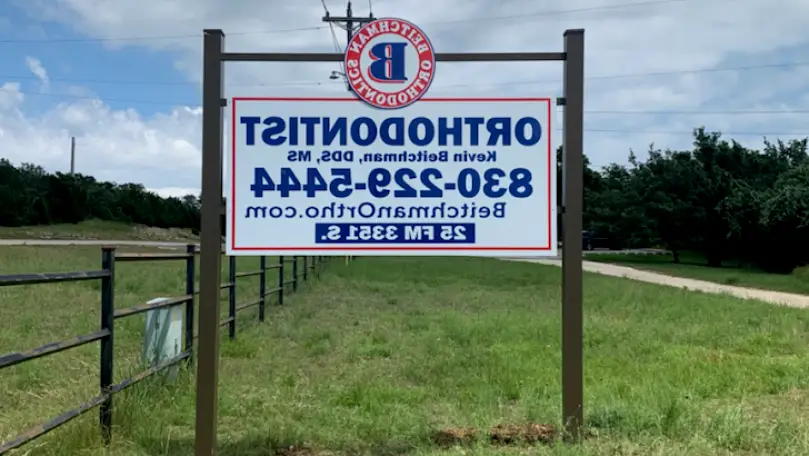 BEITCHMAN
B
ORTHODONTICS
ORTHODONTIST
Kevin Beitchman, DDS, MS
830-229-5444
BeitchmanOrtho.com
25 FM 3351 S.